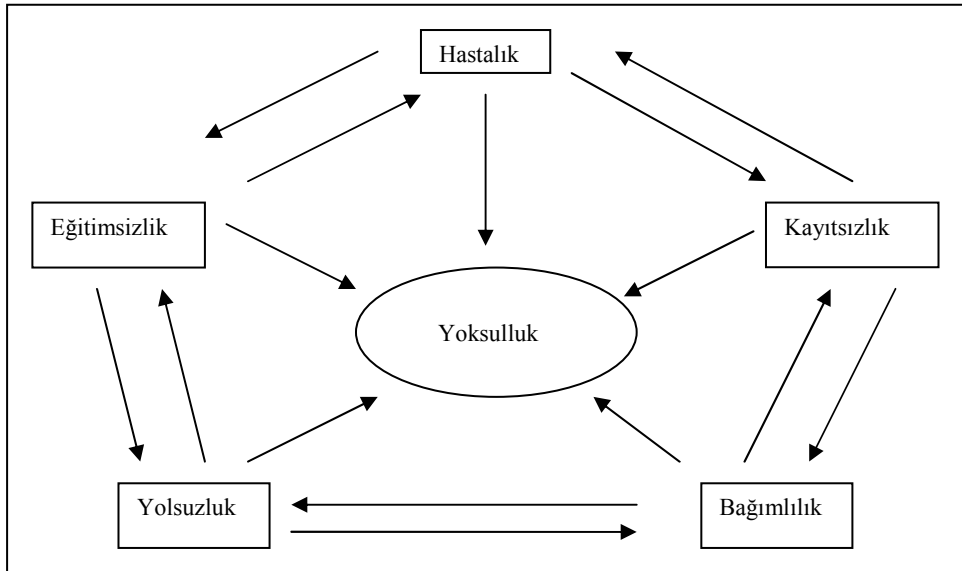 Hastalık
Eğitimsizlik
Kayıtsızlık
Yoksulluk
Yolsuzluk
Bağımlılık